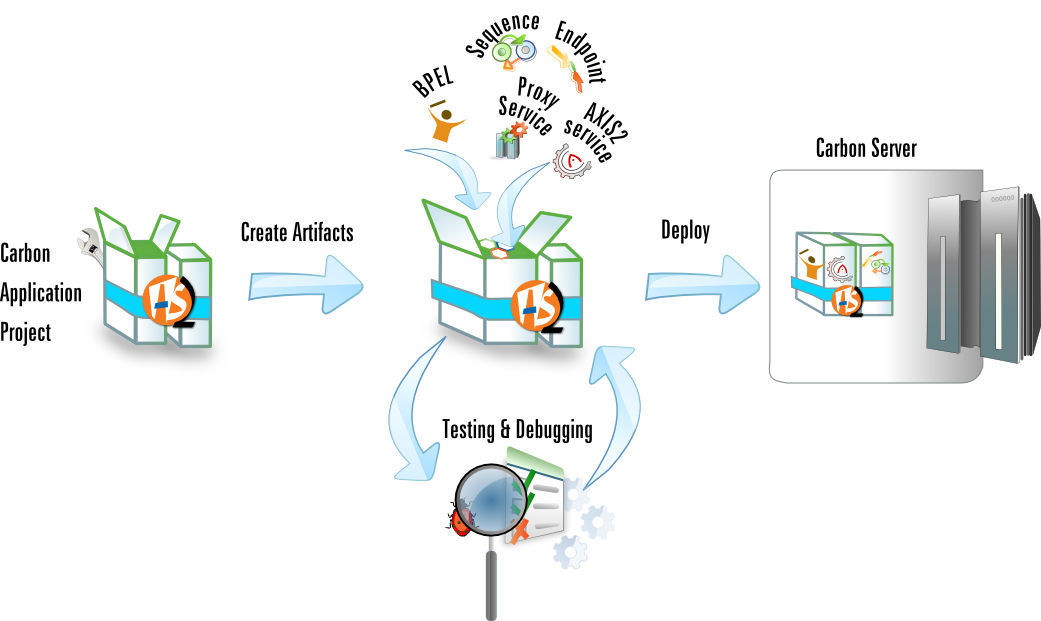 Sequence
Endpoint
BPEL
Proxy
Service
AXIS2
service
Carbon Server
Create Artifacts
Deploy
Carbon
Application
Project
Testing & Debugging